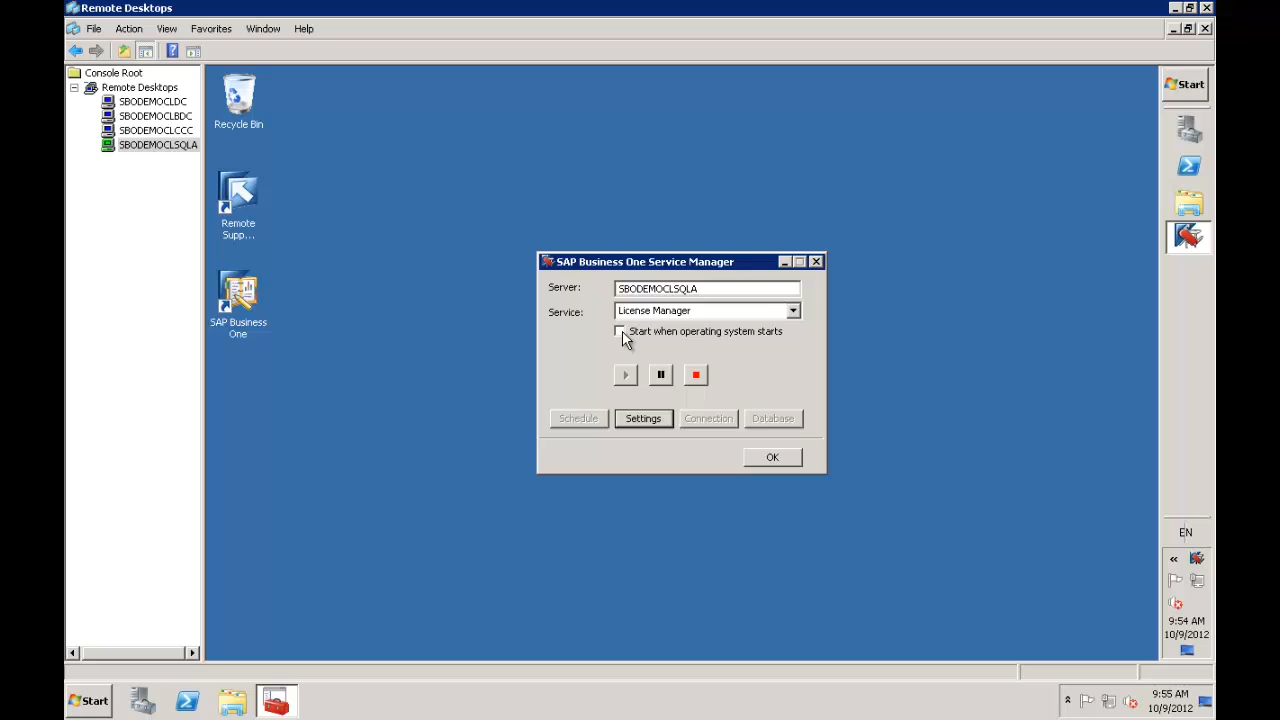 Remote Desktops
File Action View Favorites Window Help
Console Root
Remote Desktops
SBODEMOCLDC
SBODEMOCLBDC
SBODEMOCLCCC
SBODEMOCLSQLA
Recycle Bin
Remote
Supp...
SAP Business
One
Start
SAP Business One Service Manager
Server: SBODEMOCLSQLA
Service: License Manager
Start when operating system starts
Schedule Settings Connection Database
OK
EN
9:54 AM
10/9/2012
Start
9:55 AM
10/9/2012